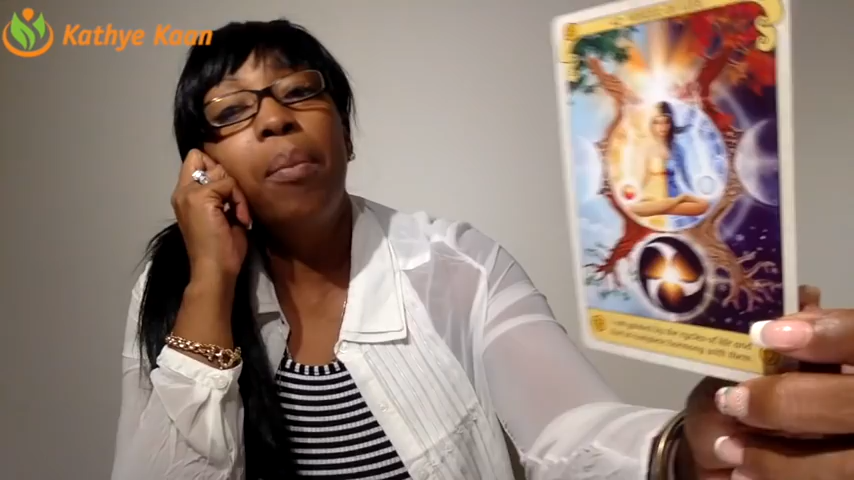 Kathye Kaan
I am guided by the cycles of life and
live in complete harmony with them.